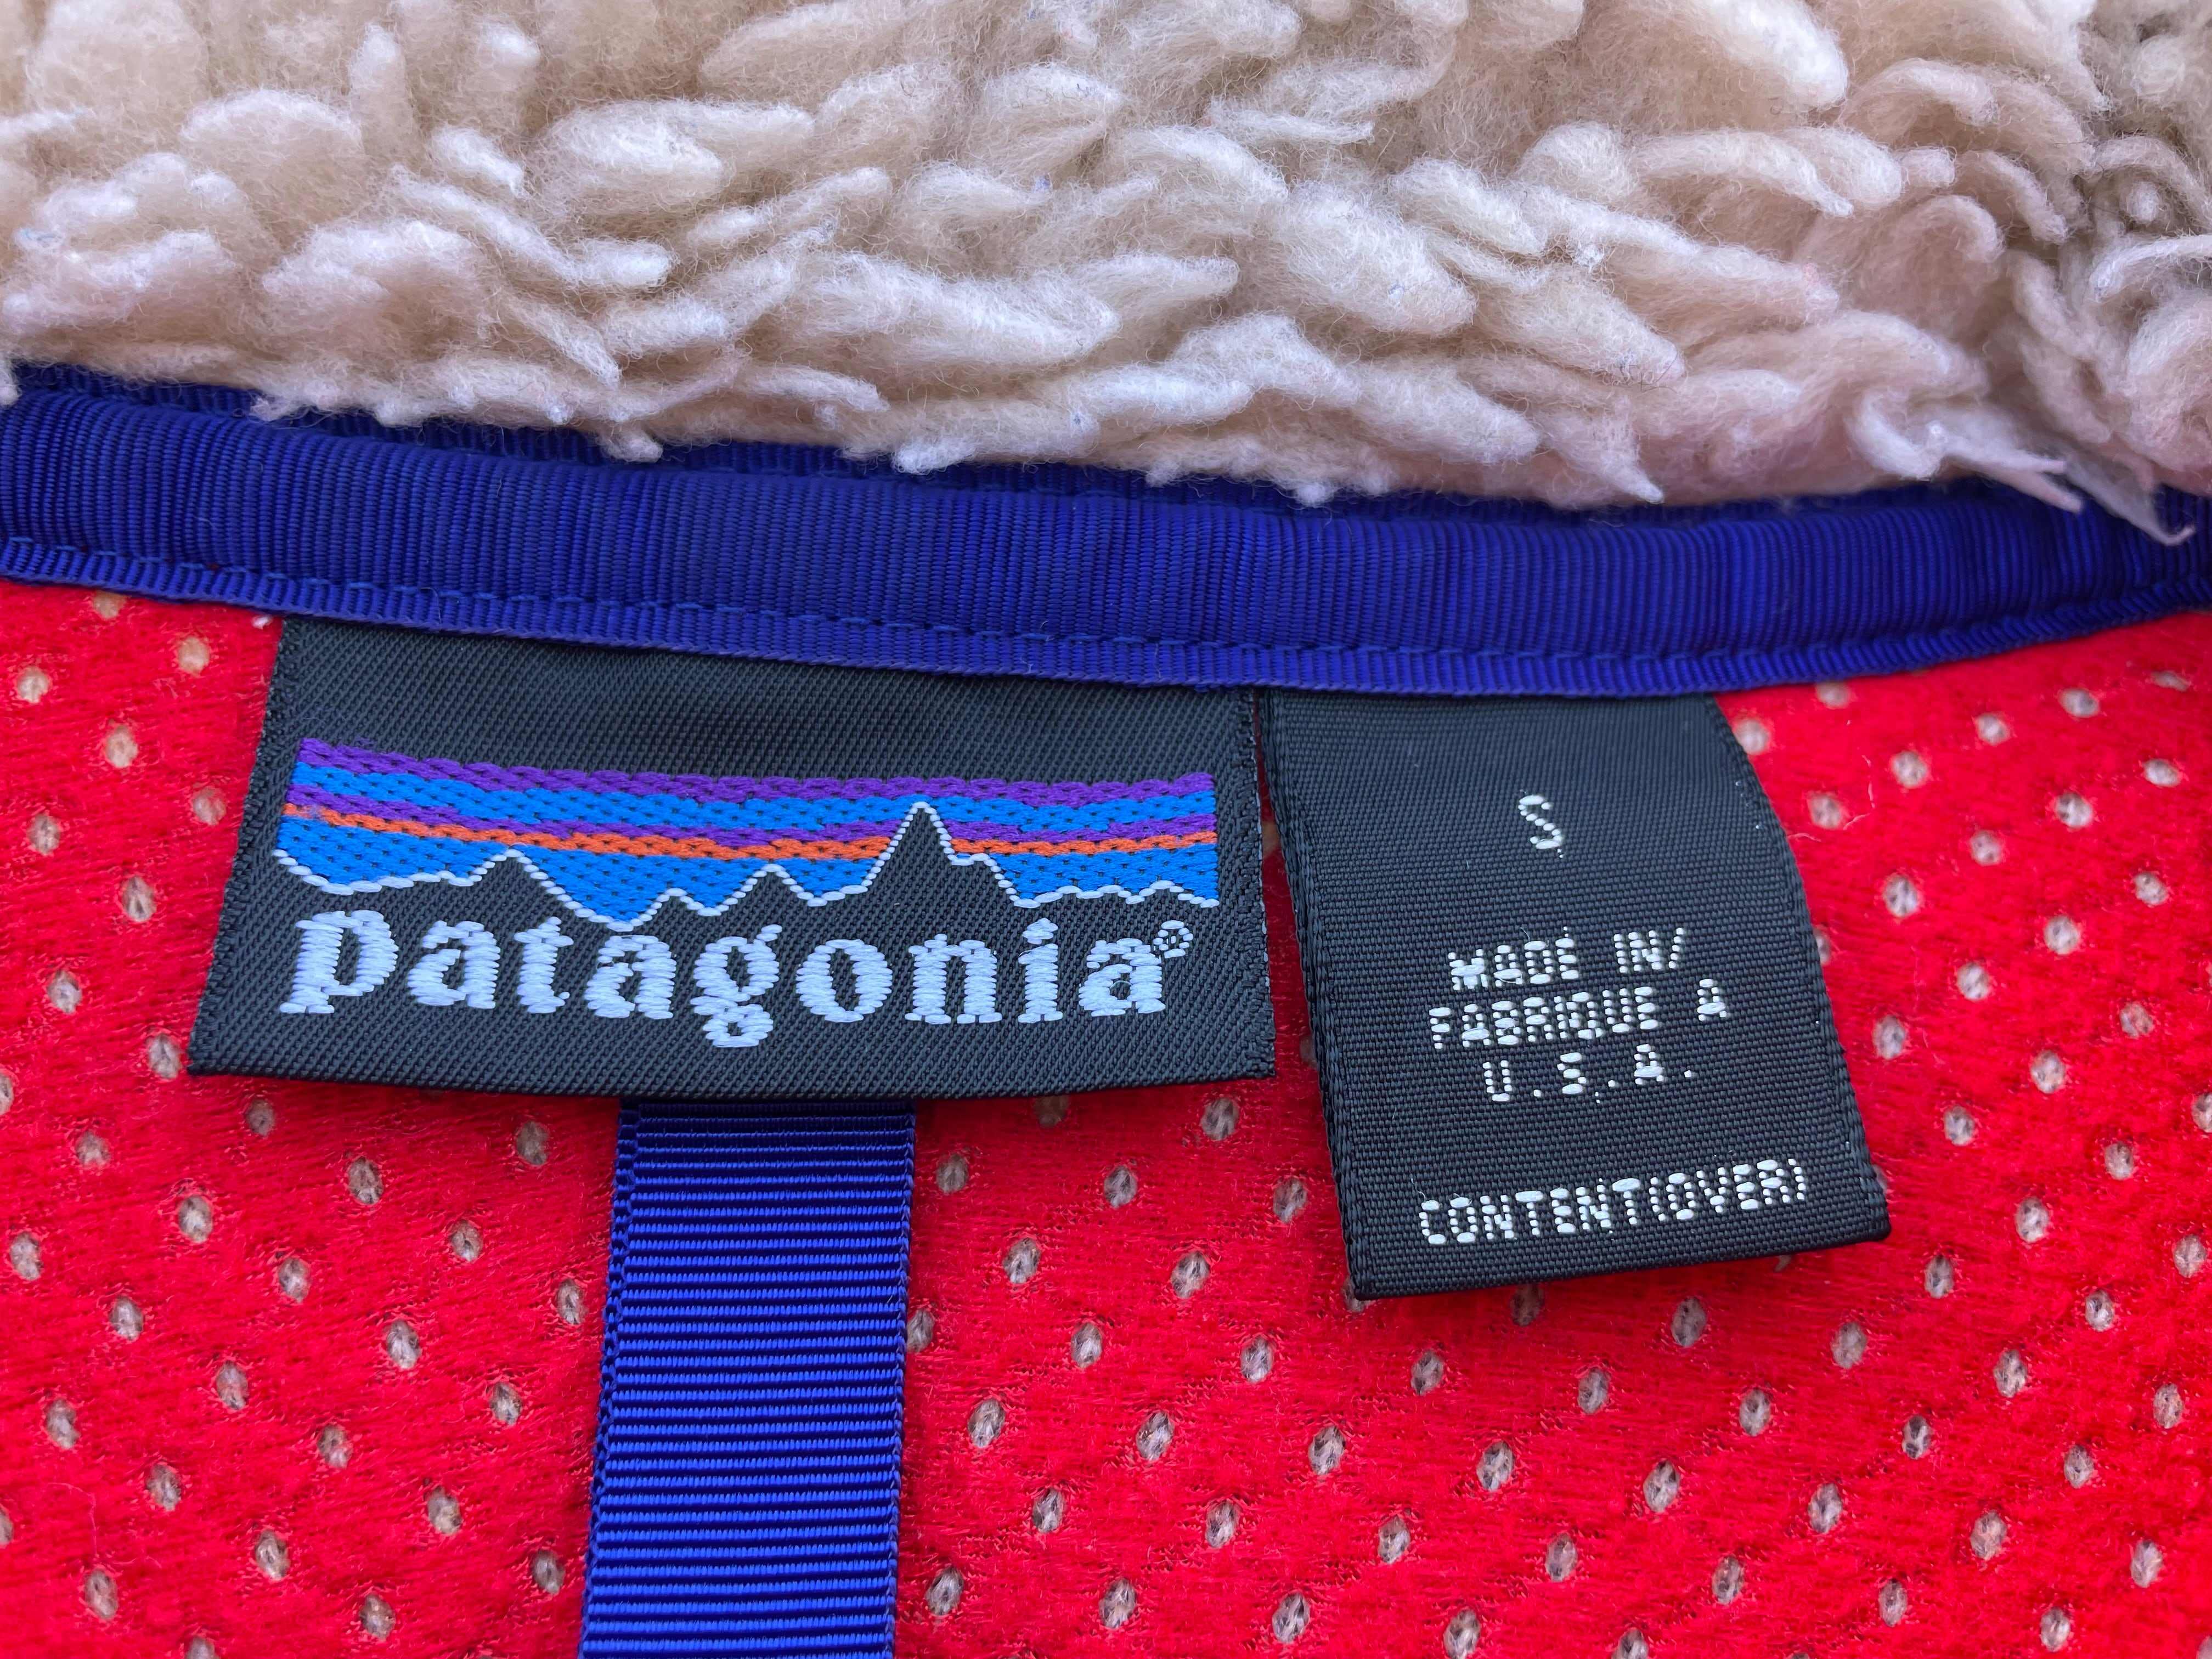 patagonia®
S
MADE IN/
FABRIQUE A
U.S.A.
CONTENT(OVER)